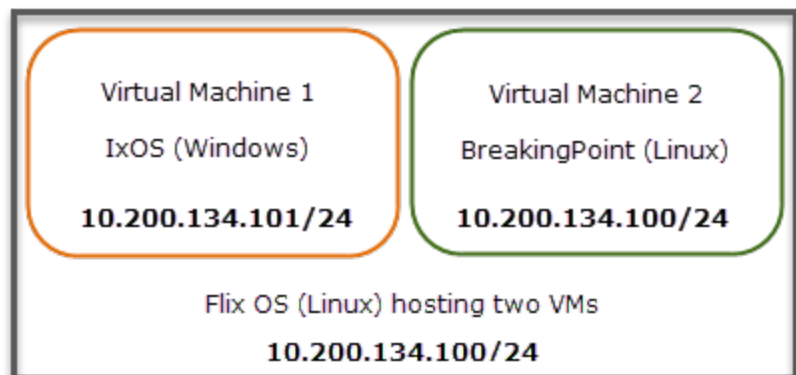 Virtual Machine 1
IxOS (Windows)
10.200.134.101/24
Virtual Machine 2
BreakingPoint (Linux)
10.200.134.100/24
Flix OS (Linux) hosting two VMs
10.200.134.100/24